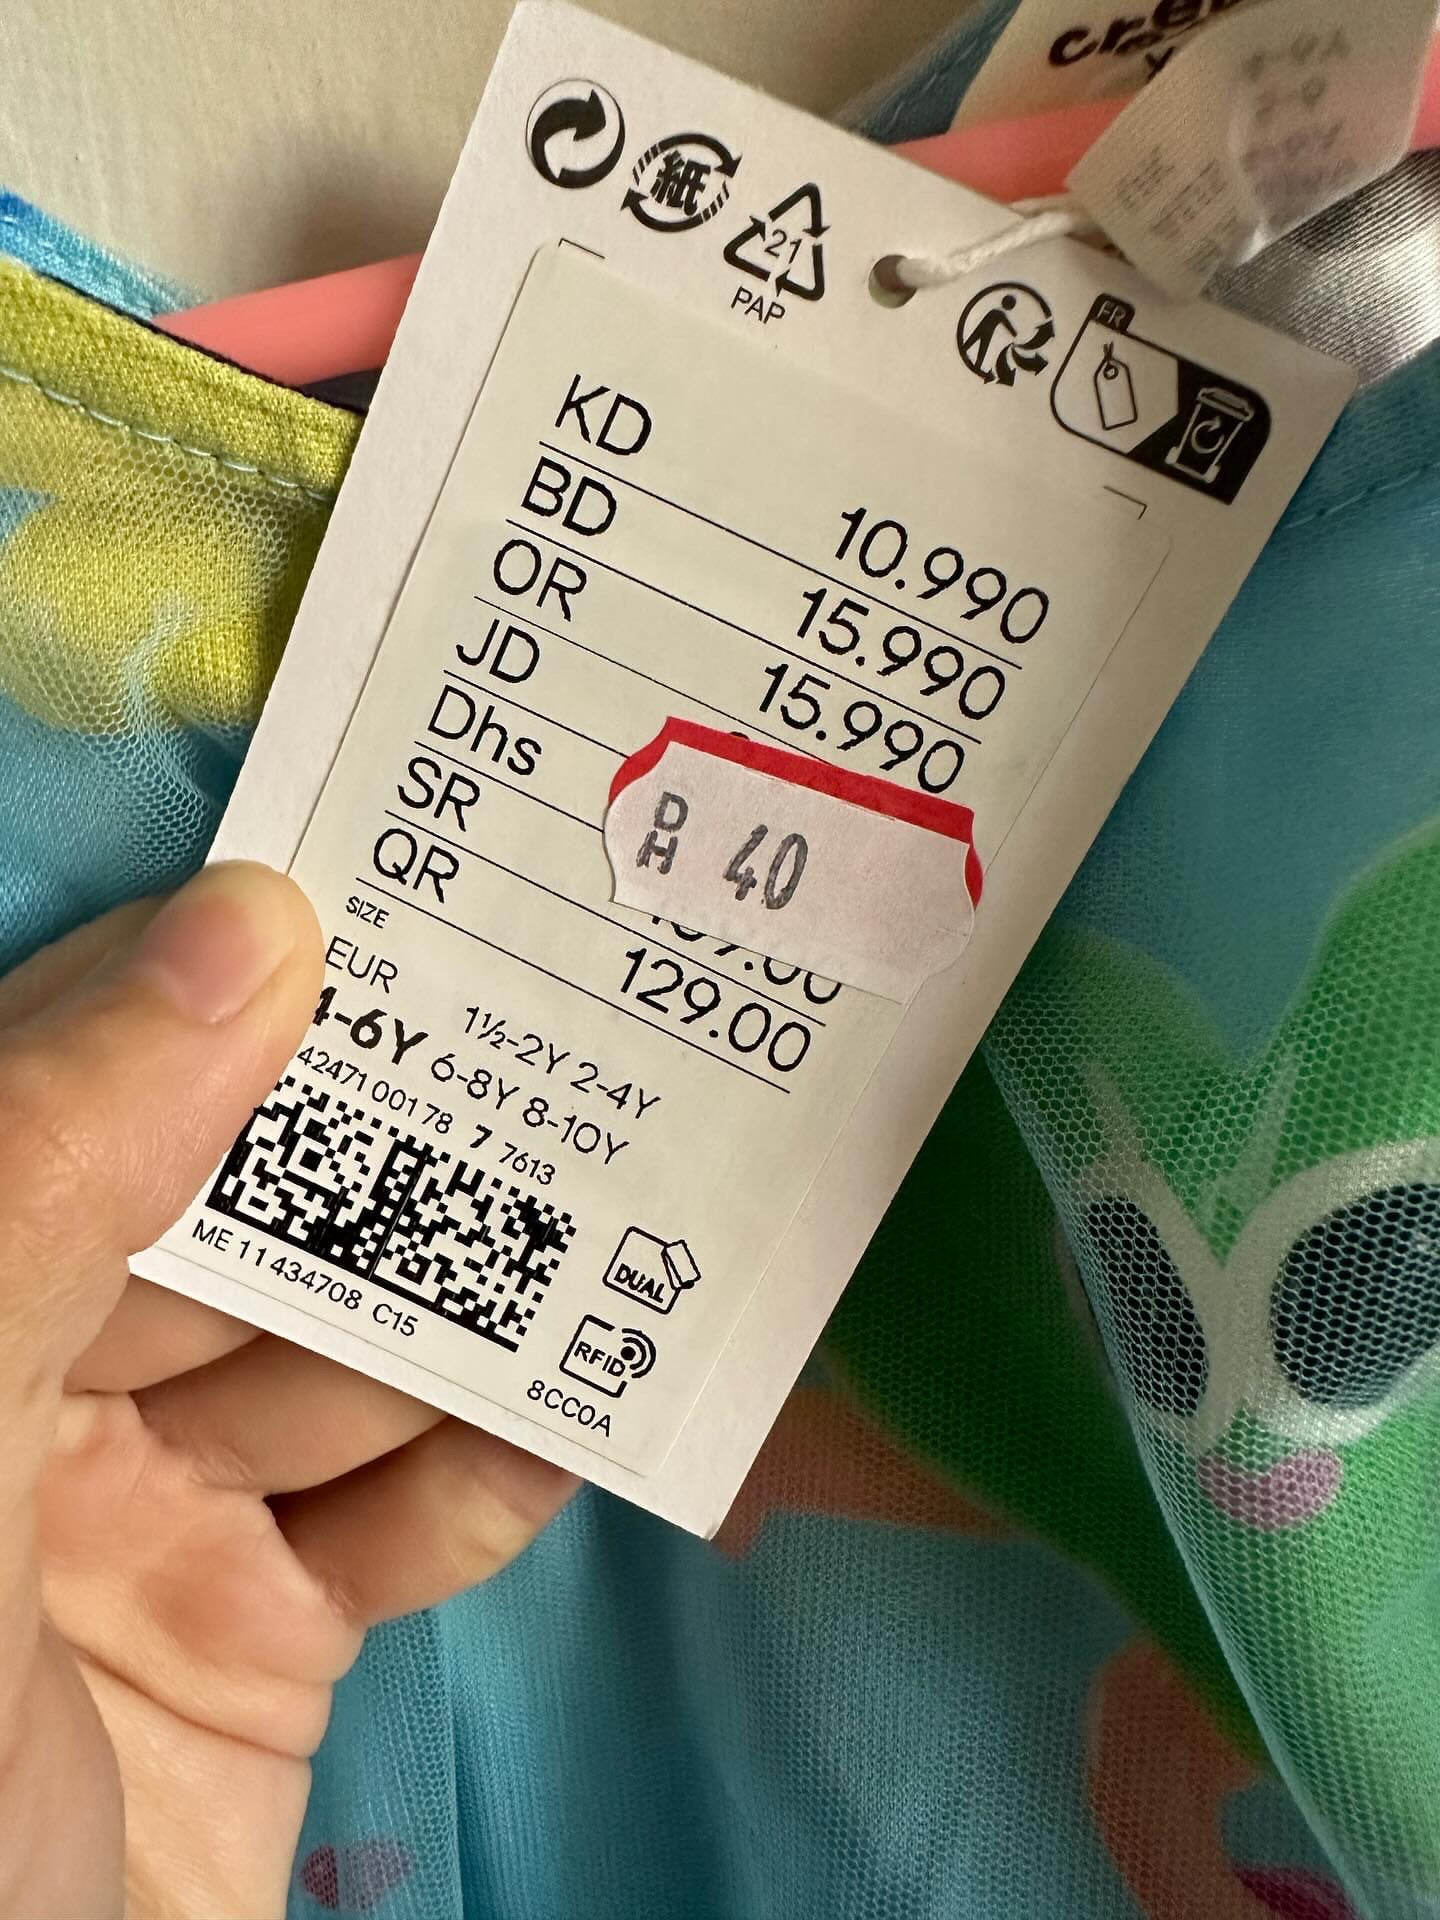 紙
21
PAP
FR
KD 10.990
BD 15.990
OR 15.990
JD
Dhs
DH 40
SR
QR 129.00
SIZE
EUR 1½-2Y 2-4Y
4-6Y 6-8Y 8-10Y
42471 00178 7 7613
ME 11 434708 C15
DUAL
RFID
8CC0A